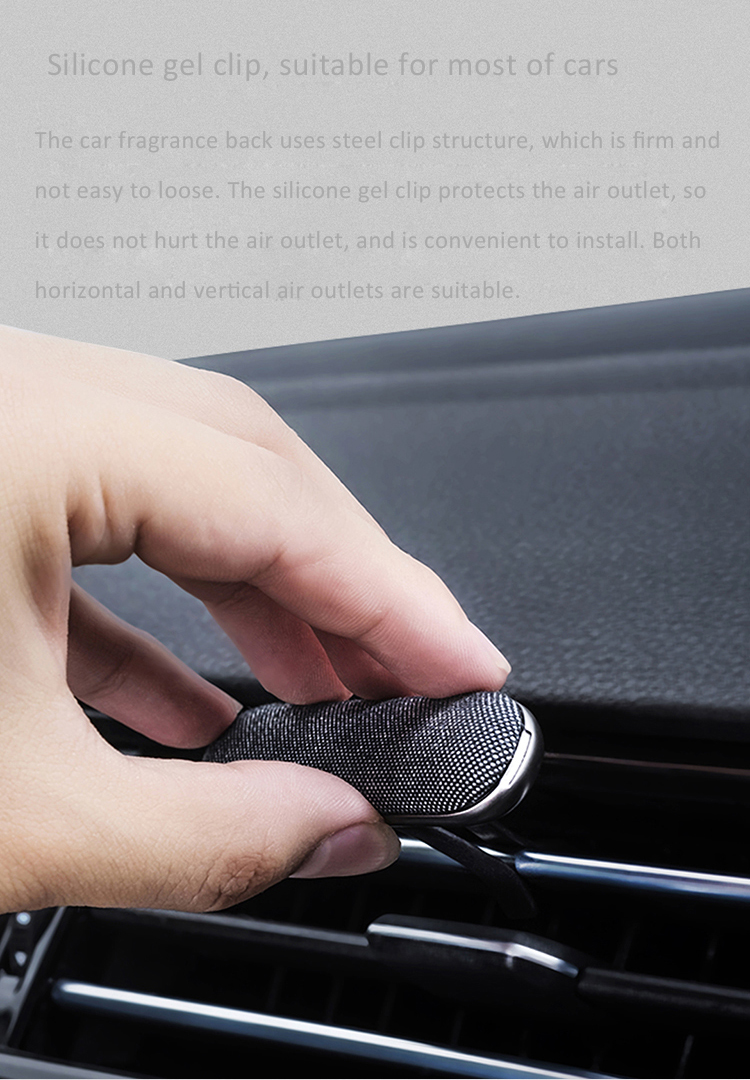 Silicone gel clip, suitable for most of cars
The car fragrance back uses steel clip structure, which is firm and
not easy to loose. The silicone gel clip protects the air outlet, so
it does not hurt the air outlet, and is convenient to install. Both
horizontal and vertical air outlets are suitable.